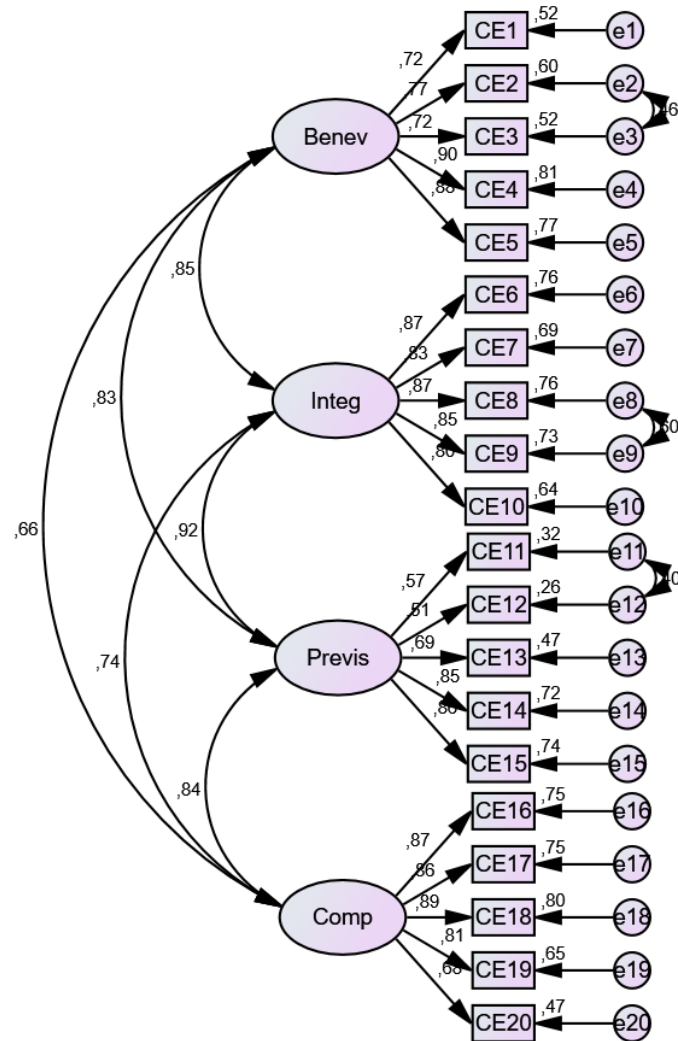 ,72 CE1 ,52 e1
,77 CE2 ,60 e2
Benev ,72 CE3 ,52 e3 ,46
,90 CE4 ,81 e4
,88 CE5 ,77 e5
,85
,87 CE6 ,76 e6
,83 CE7 ,69 e7
,83 Integ ,87 CE8 ,76 e8
,85 CE9 ,73 e9 ,60
,80 CE10 ,64 e10
,66 ,92
,57 CE11 ,32 e11
,51 CE12 ,26 e12 ,40
,74 Previs ,69 CE13 ,47 e13
,85 CE14 ,72 e14
,86 CE15 ,74 e15
,84
,87 CE16 ,75 e16
,86 CE17 ,75 e17
Comp ,89 CE18 ,80 e18
,81 CE19 ,65 e19
,68 CE20 ,47 e20